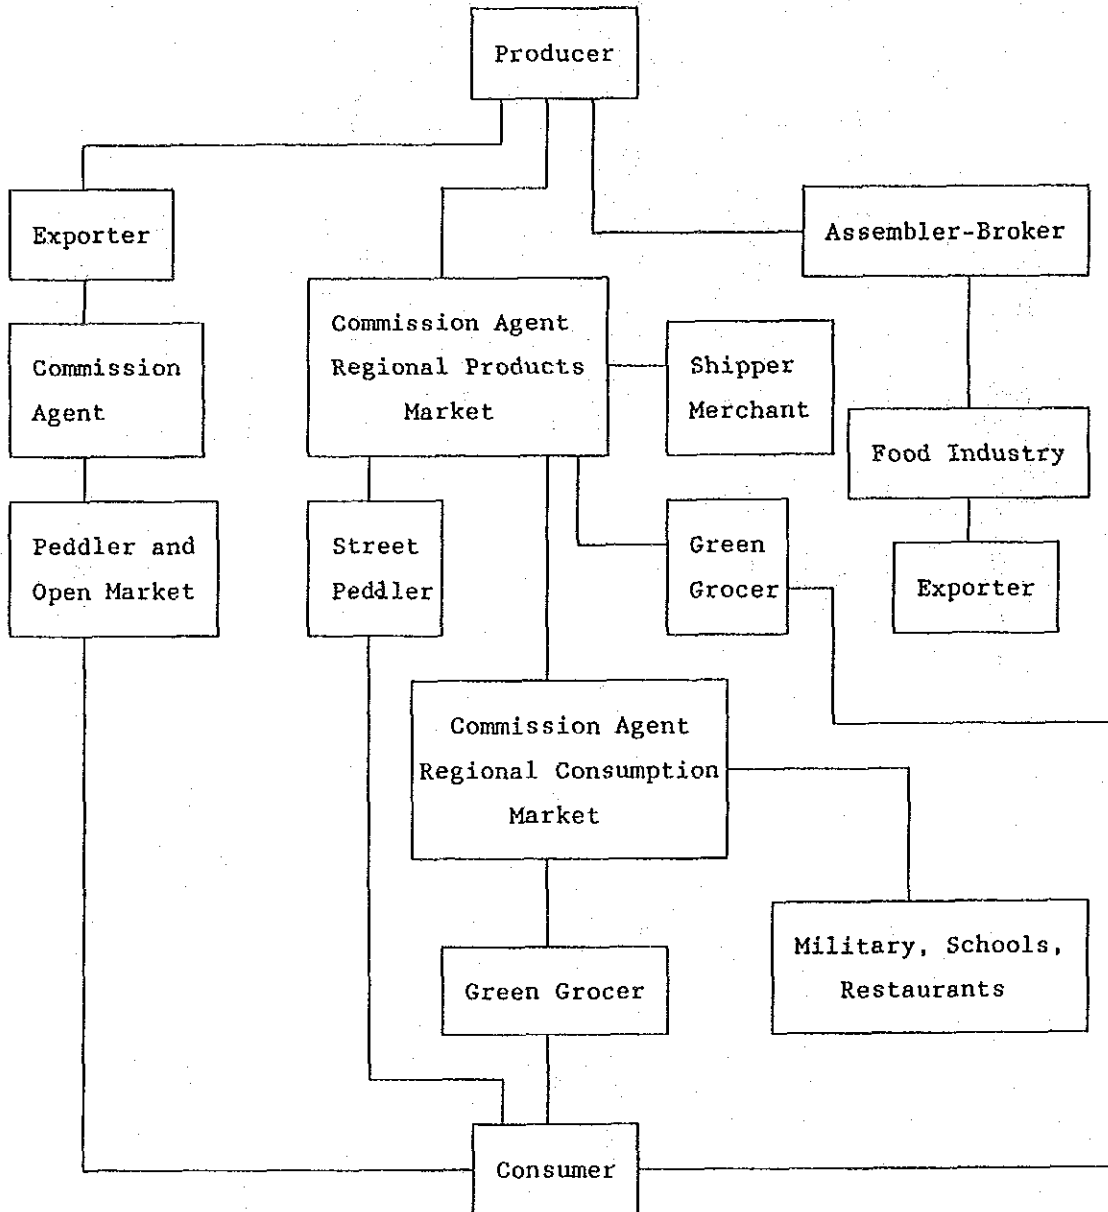 Producer
Exporter
Assembler-Broker
Commission Agent
Regional Products
Market
Commission
Agent
Shipper
Merchant
Food Industry
Peddler and
Open Market
Street
Peddler
Green
Grocer
Exporter
Commission Agent
Regional Consumption
Market
Military, Schools,
Restaurants
Green Grocer
Consumer